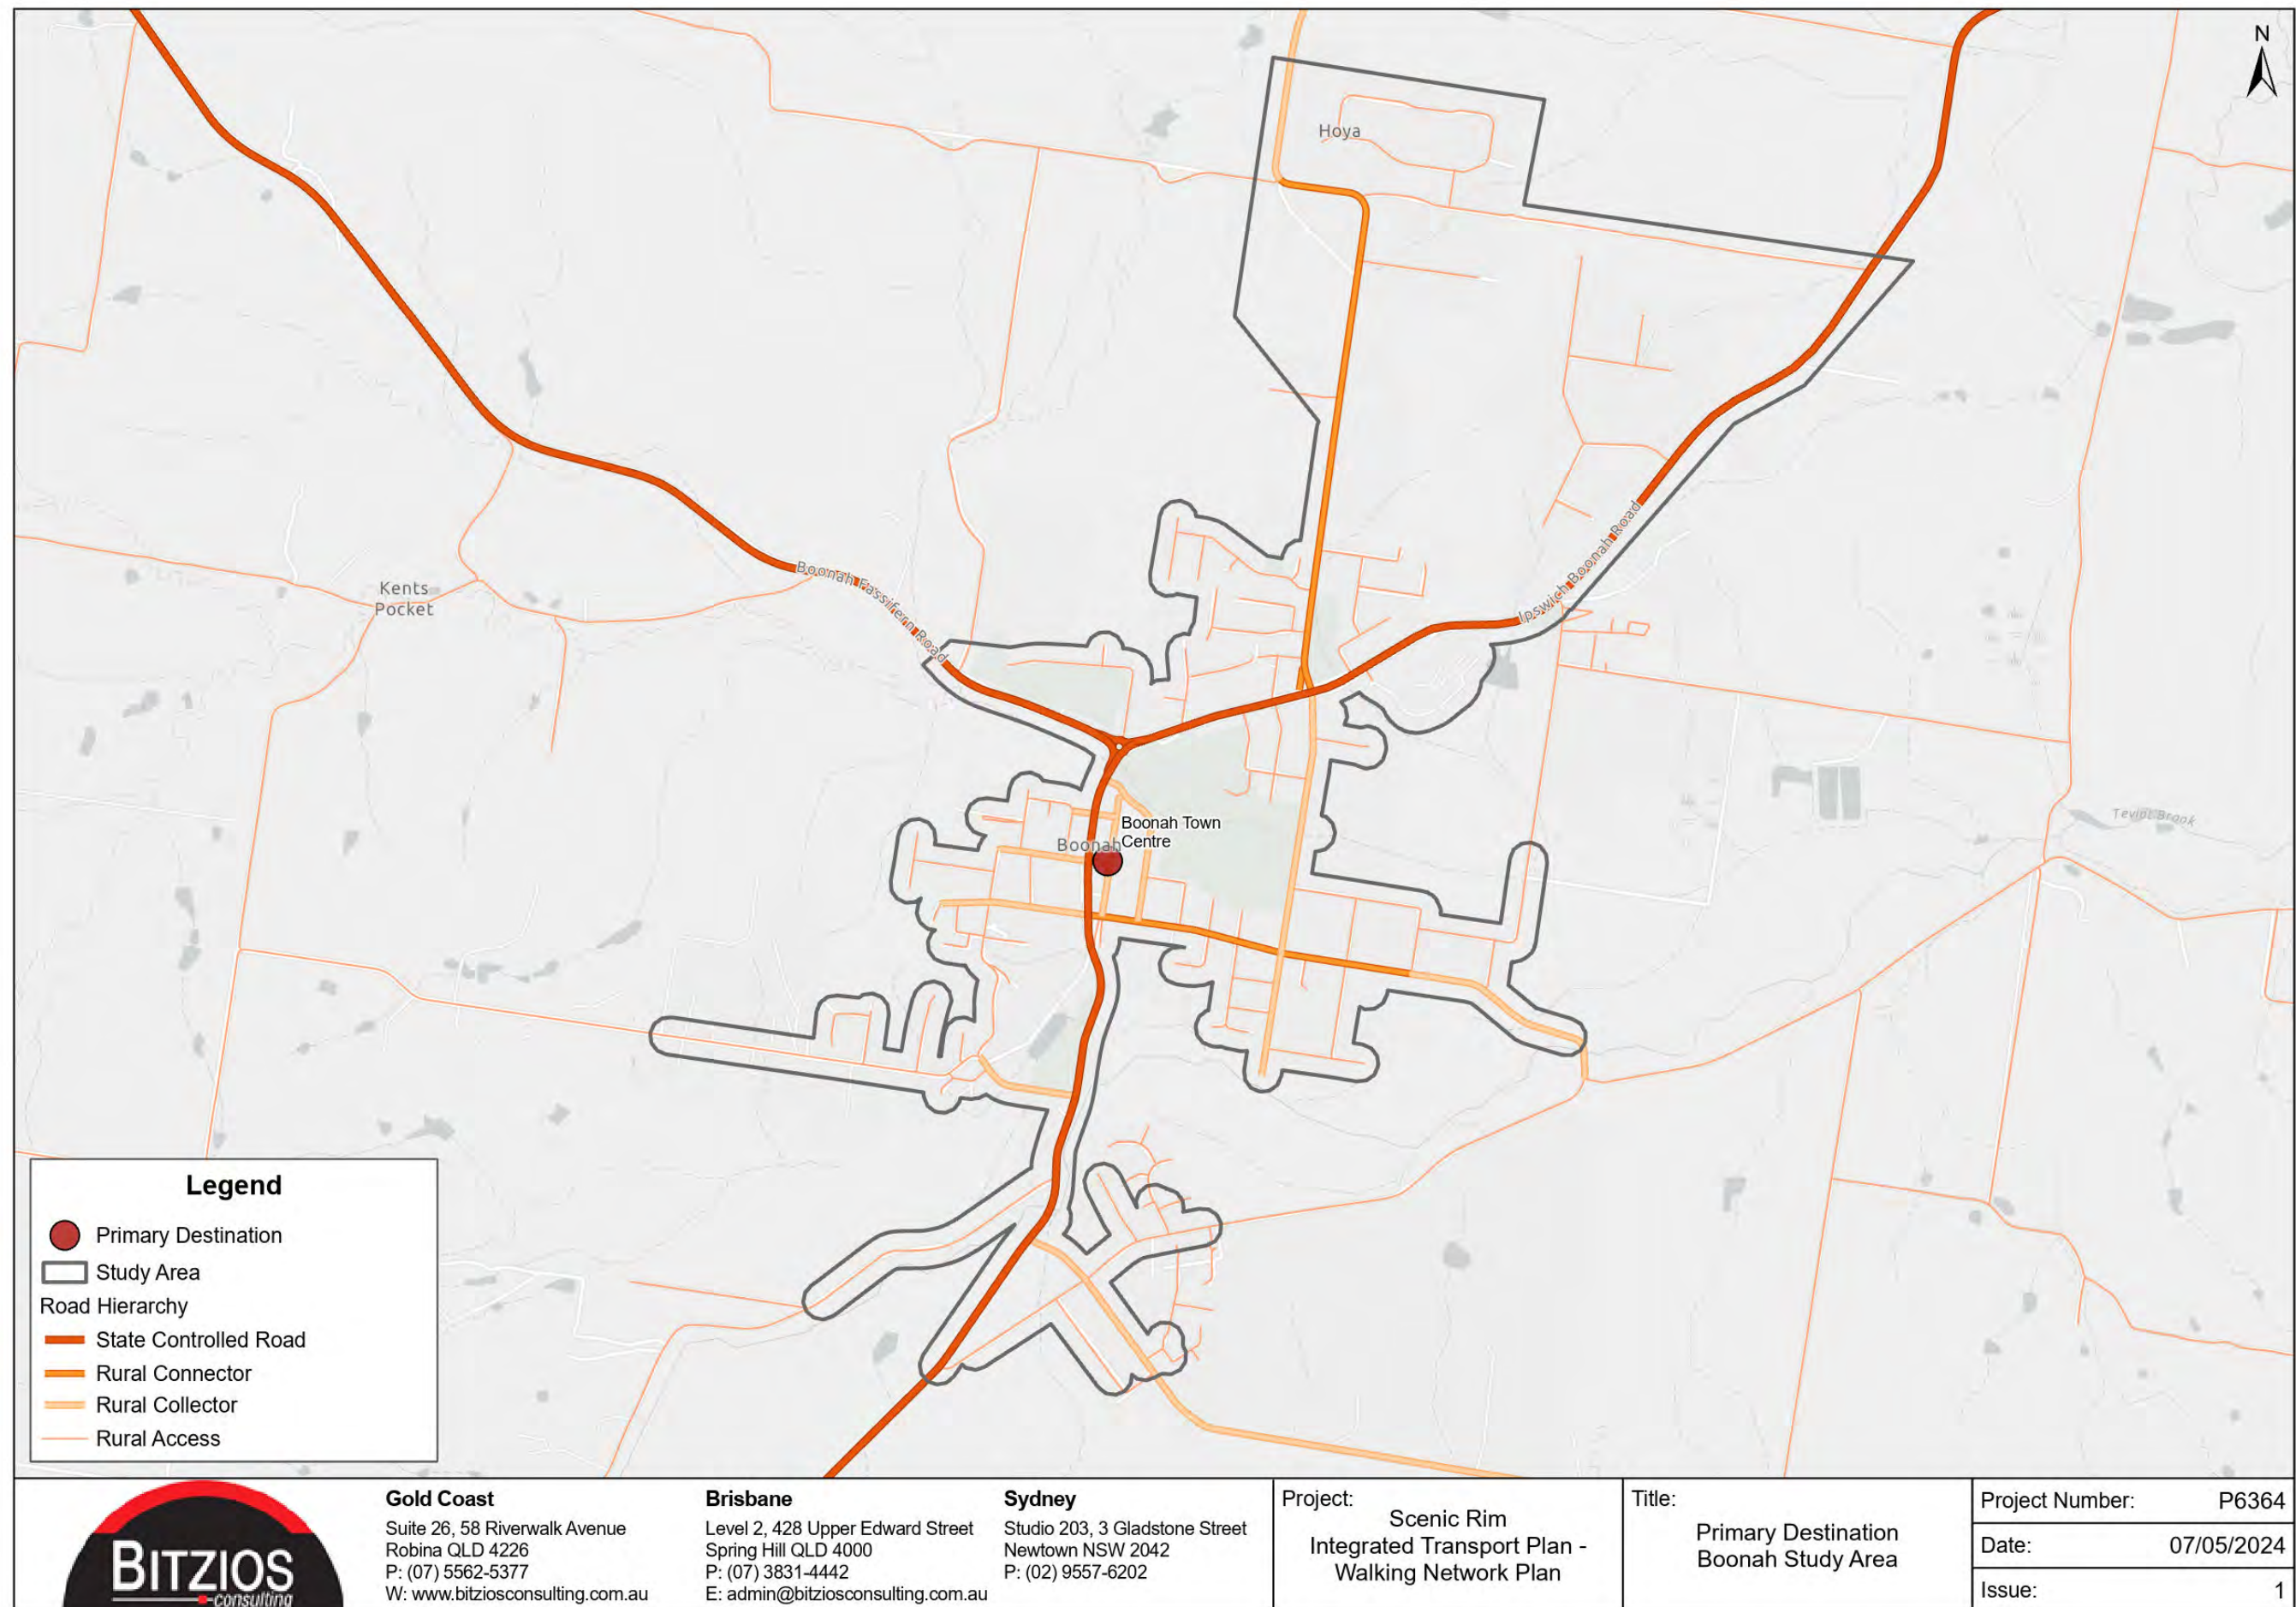 N
Hoya
Kents
Pocket
Boonah Fassifern Road
Ipswich Boonah Road
Boonah Town
Centre
Boonah
Teviot Brook
Legend
Primary Destination
Study Area
Road Hierarchy
State Controlled Road
Rural Connector
Rural Collector
Rural Access
BITZIOS
consulting
Gold Coast
Suite 26, 58 Riverwalk Avenue
Robina QLD 4226
P: (07) 5562-5377
W: www.bitziosconsulting.com.au
Brisbane
Level 2, 428 Upper Edward Street
Spring Hill QLD 4000
P: (07) 3831-4442
E: admin@bitziosconsulting.com.au
Sydney
Studio 203, 3 Gladstone Street
Newtown NSW 2042
P: (02) 9557-6202
Project:
Scenic Rim
Integrated Transport Plan -
Walking Network Plan
Title:
Primary Destination
Boonah Study Area
Project Number: P6364
Date: 07/05/2024
Issue: 1